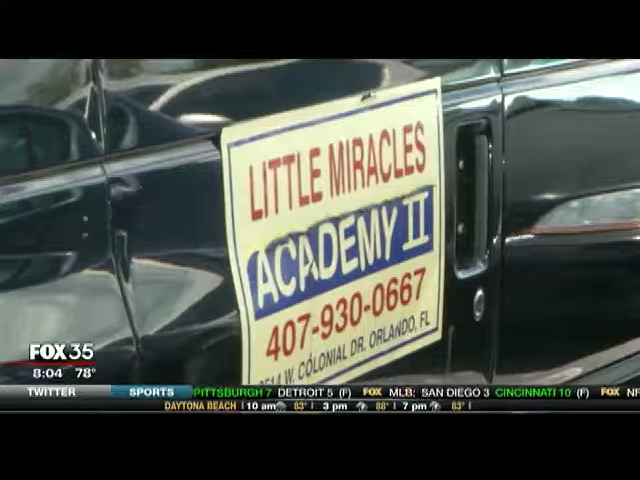 LITTLE MIRACLES
ACADEMY II
407-930-0667
W. COLONIAL DR. ORLANDO, FL
FOX 35
8:04 78°
TWITTER SPORTS PITTSBURGH 7 DETROIT 5 (F) FOX MLB: SAN DIEGO 3 CINCINNATI 10 (F) FOX NF
DAYTONA BEACH 10 am 83° 3 pm 88° 7 pm 83°